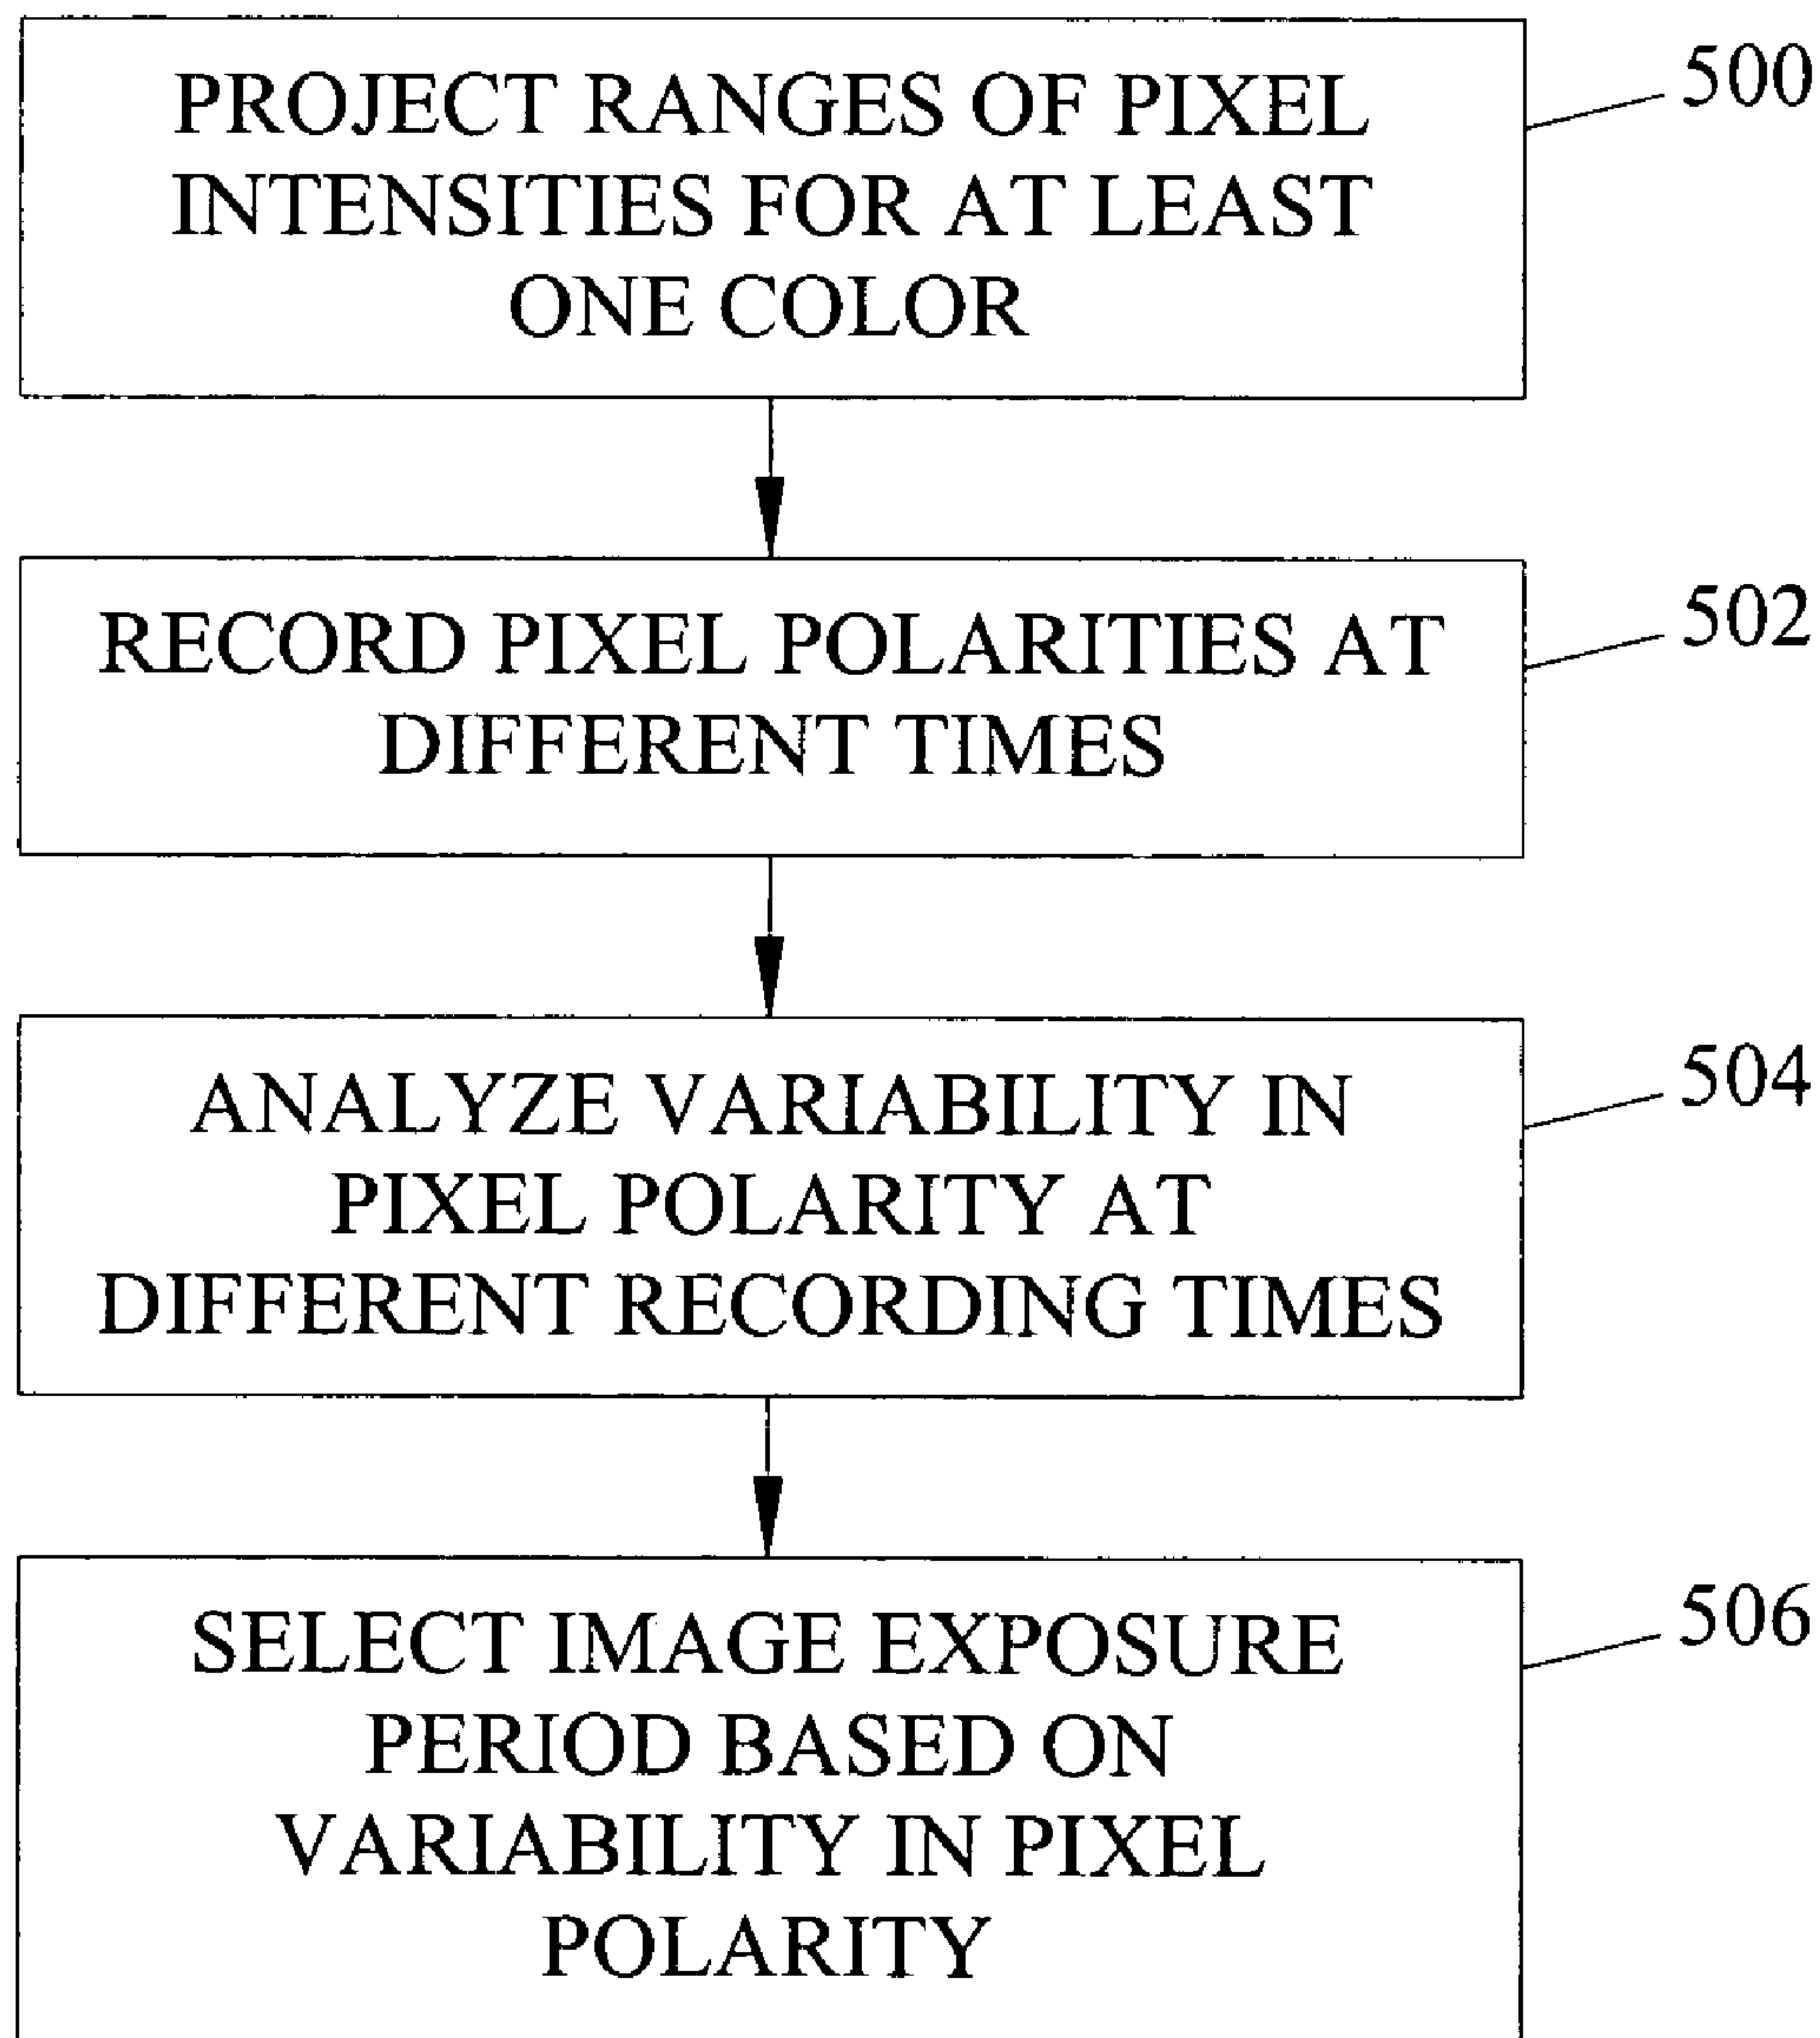 PROJECT RANGES OF PIXEL
INTENSITIES FOR AT LEAST
ONE COLOR
500
RECORD PIXEL POLARITIES AT
DIFFERENT TIMES
502
ANALYZE VARIABILITY IN
PIXEL POLARITY AT
DIFFERENT RECORDING TIMES
504
SELECT IMAGE EXPOSURE
PERIOD BASED ON
VARIABILITY IN PIXEL
POLARITY
506